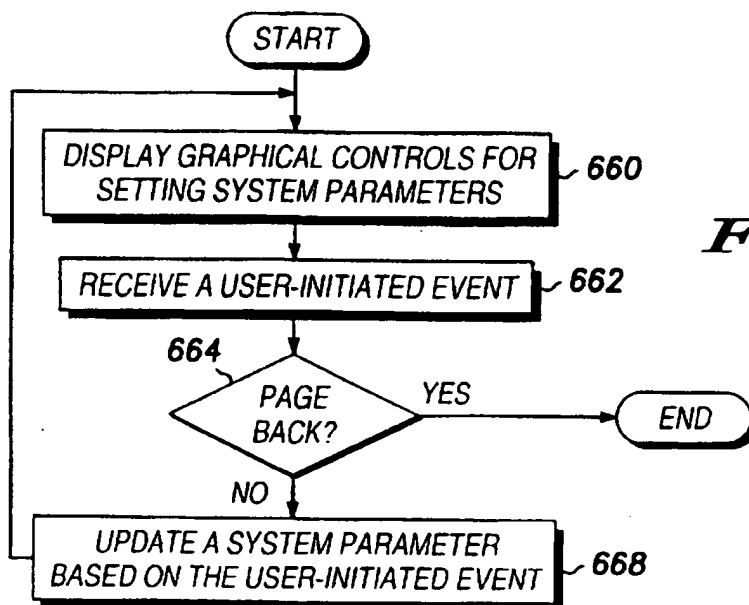 START
DISPLAY GRAPHICAL CONTROLS FOR
SETTING SYSTEM PARAMETERS
660
RECEIVE A USER-INITIATED EVENT
662
664
PAGE
BACK?
YES
END
NO
UPDATE A SYSTEM PARAMETER
BASED ON THE USER-INITIATED EVENT
668
F